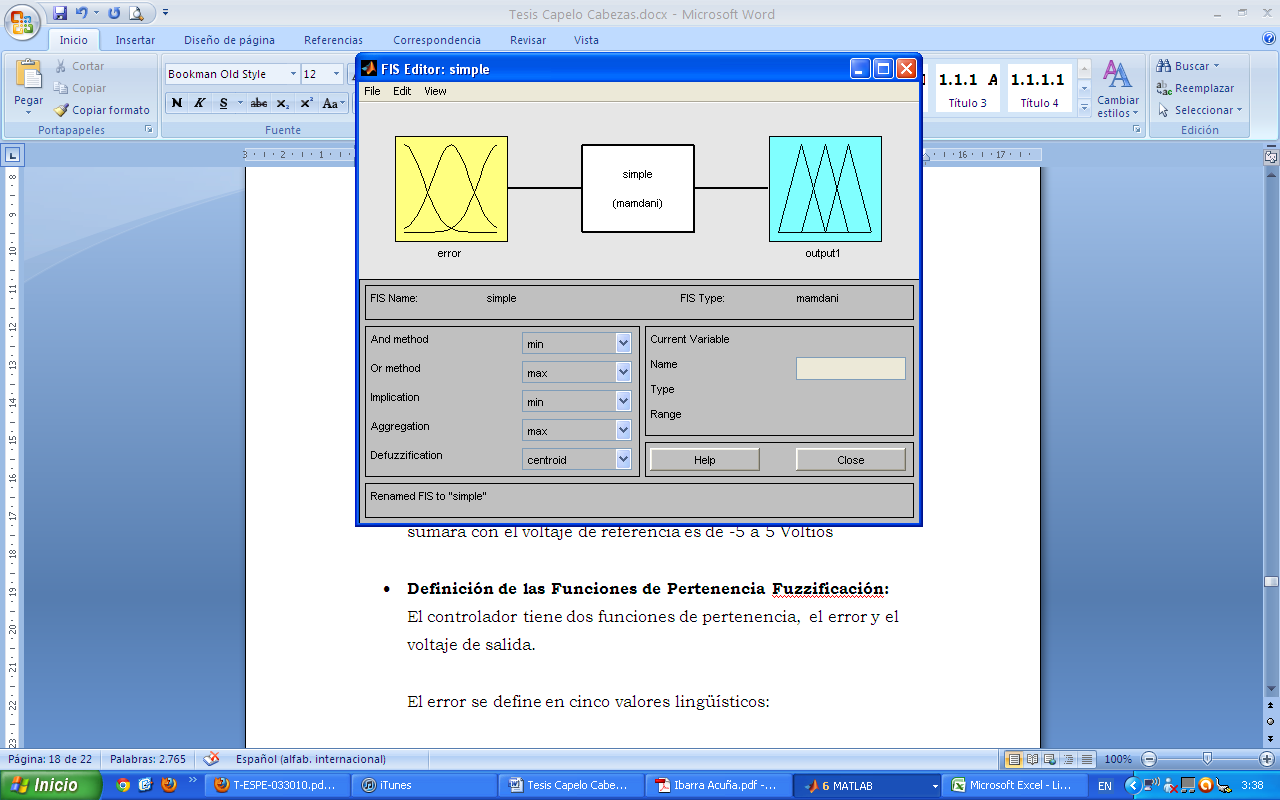 Tesis Capelo Cabezas.docx - Microsoft Word
Inicio Insertar Diseño de página Referencias Correspondencia Revisar Vista
Pegar
Cortar
Copiar
Copiar formato
Portapapeles
Bookman Old Style 12
N K S abc x₂ x² Aa
Fuente
1.1.1 A 1.1.1.1
Título 3 Título 4
Cambiar
estilos
Buscar
Reemplazar
Seleccionar
Edición
FIS Editor: simple
File Edit View
simple
(mamdani)
error
output1
FIS Name: simple FIS Type: mamdani
And method min
Or method max
Implication min
Aggregation max
Defuzzification centroid
Current Variable
Name
Type
Range
Help Close
Renamed FIS to "simple"
sumara con el voltaje de referencia es de -5 a 5 Voltios
• Definición de las Funciones de Pertenencia Fuzzificación:
El controlador tiene dos funciones de pertenencia, el error y el
voltaje de salida.
El error se define en cinco valores lingüísticos:
Página: 18 de 22 Palabras: 2.765 Español (alfab. internacional) 100%
Inicio T-ESPE-033010.pd... iTunes Tesis Capelo Cabe... Ibarra Acuña.pdf -... 6 MATLAB Microsoft Excel - Li... EN 3:38